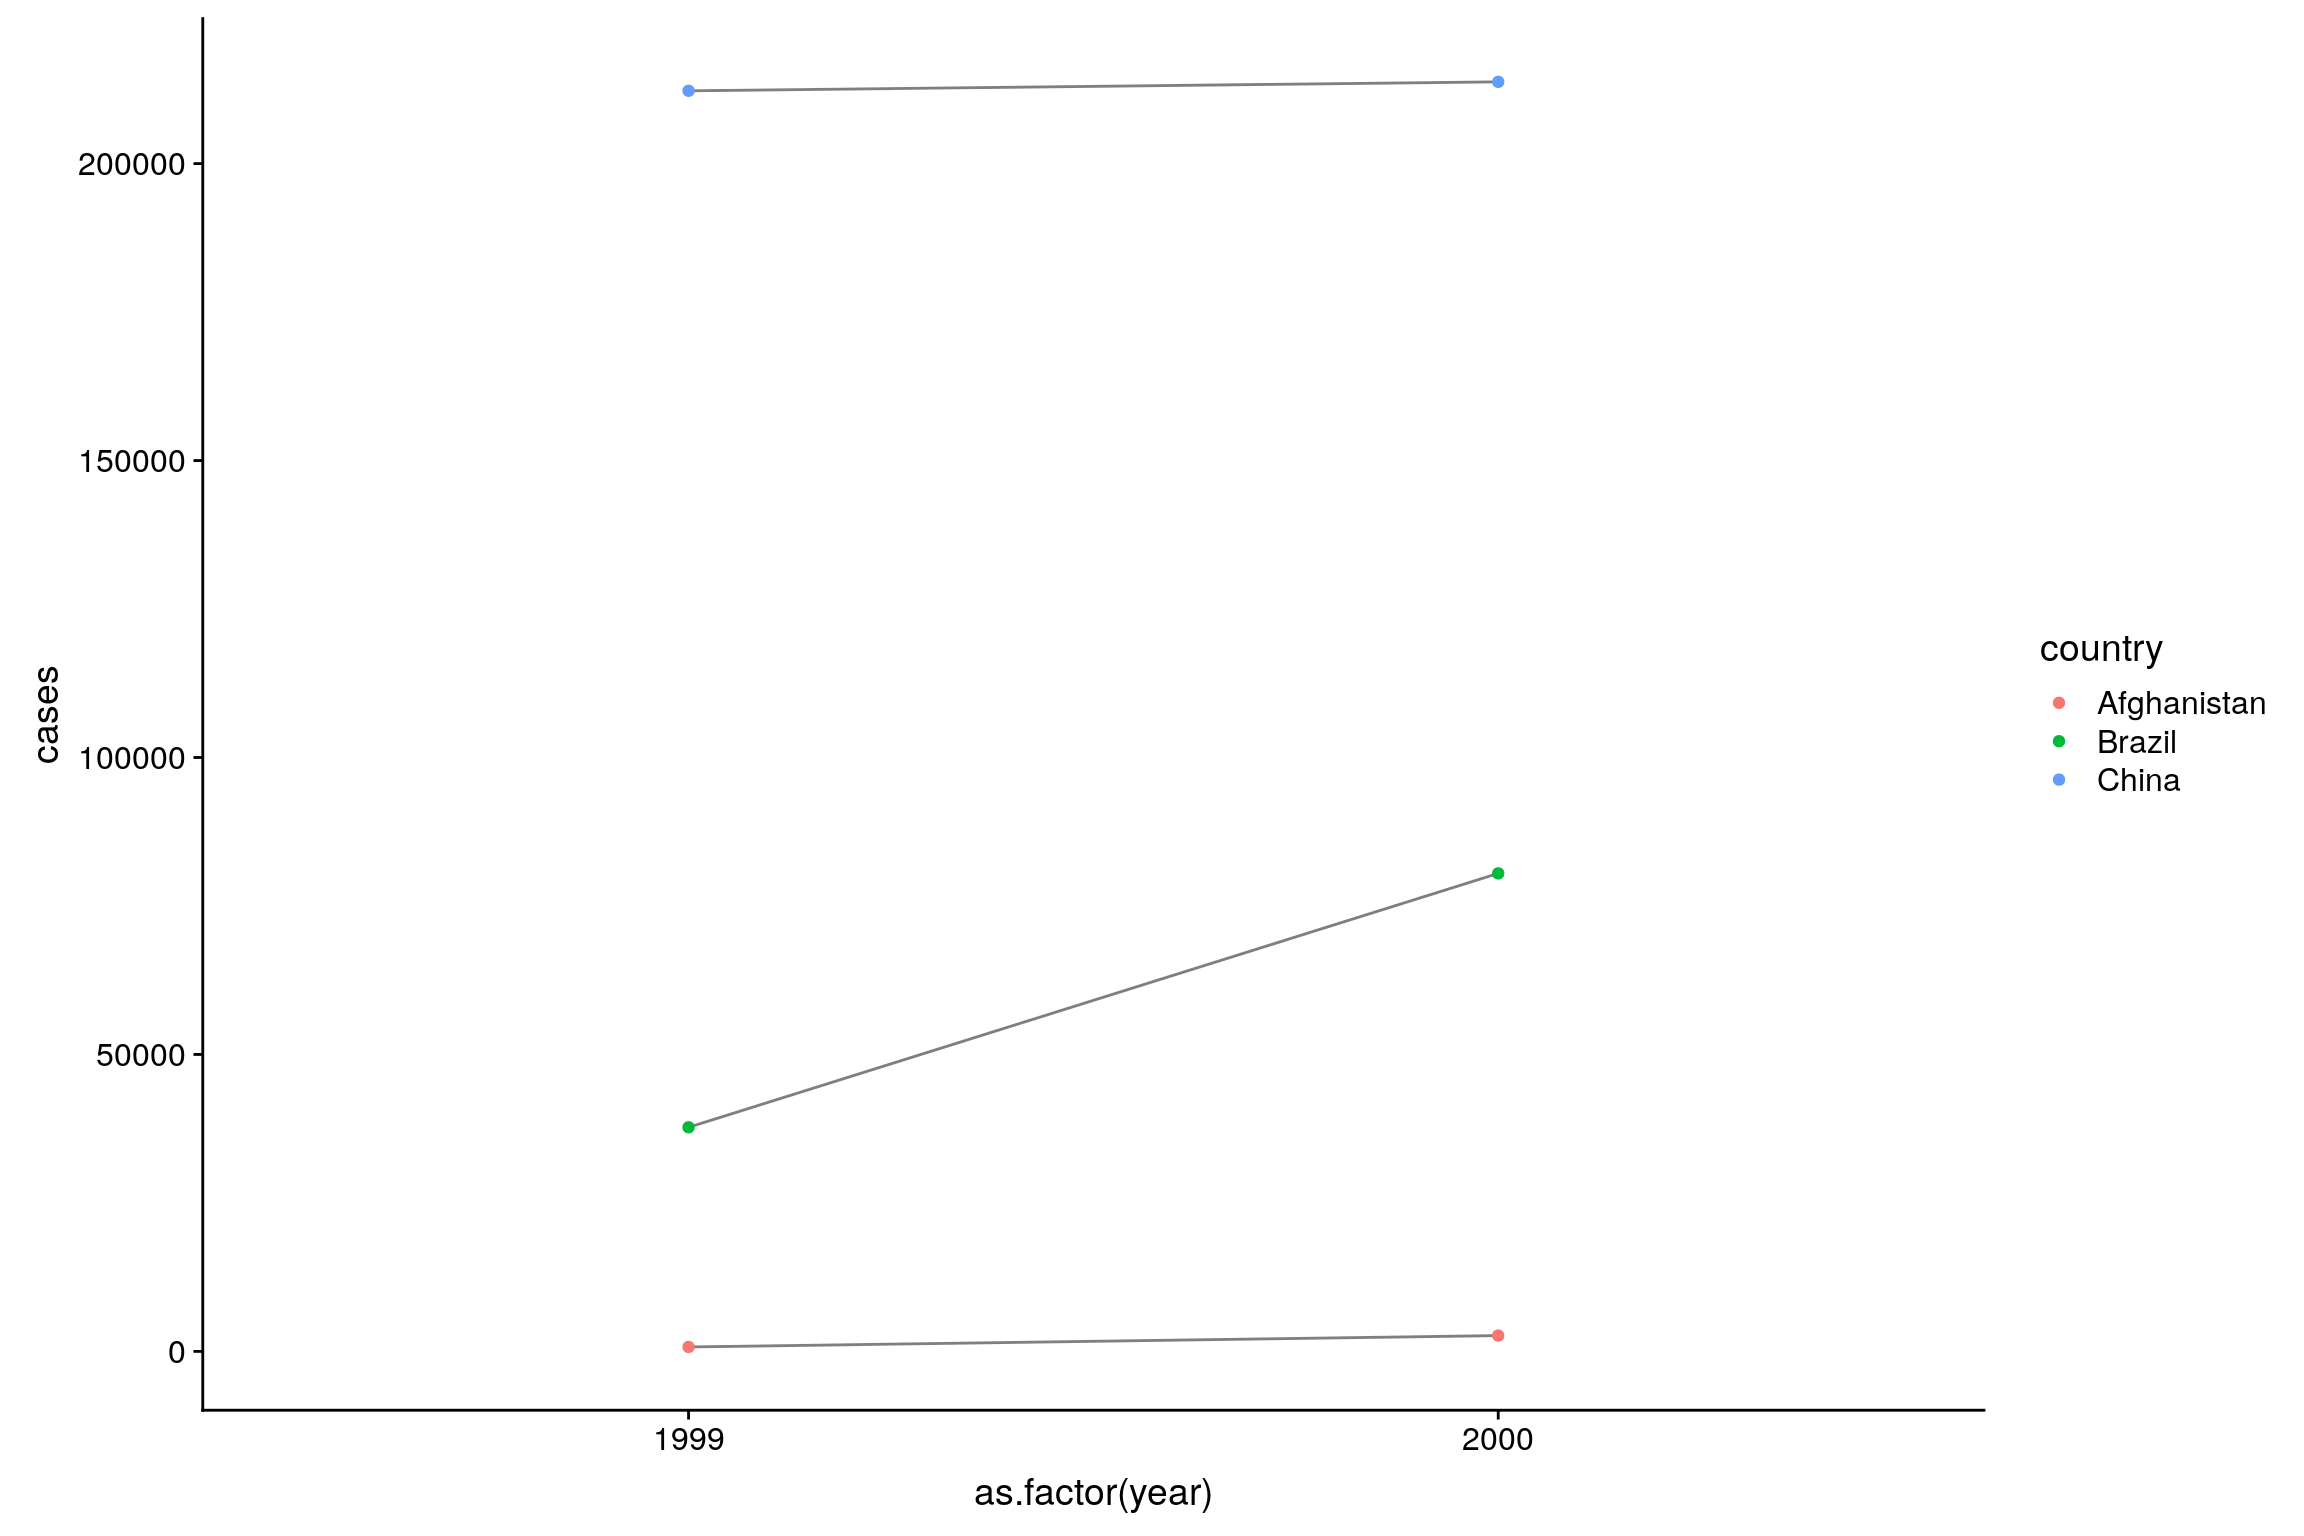 cases
200000
150000
100000
50000
0
1999 2000
as.factor(year)
country
Afghanistan
Brazil
China